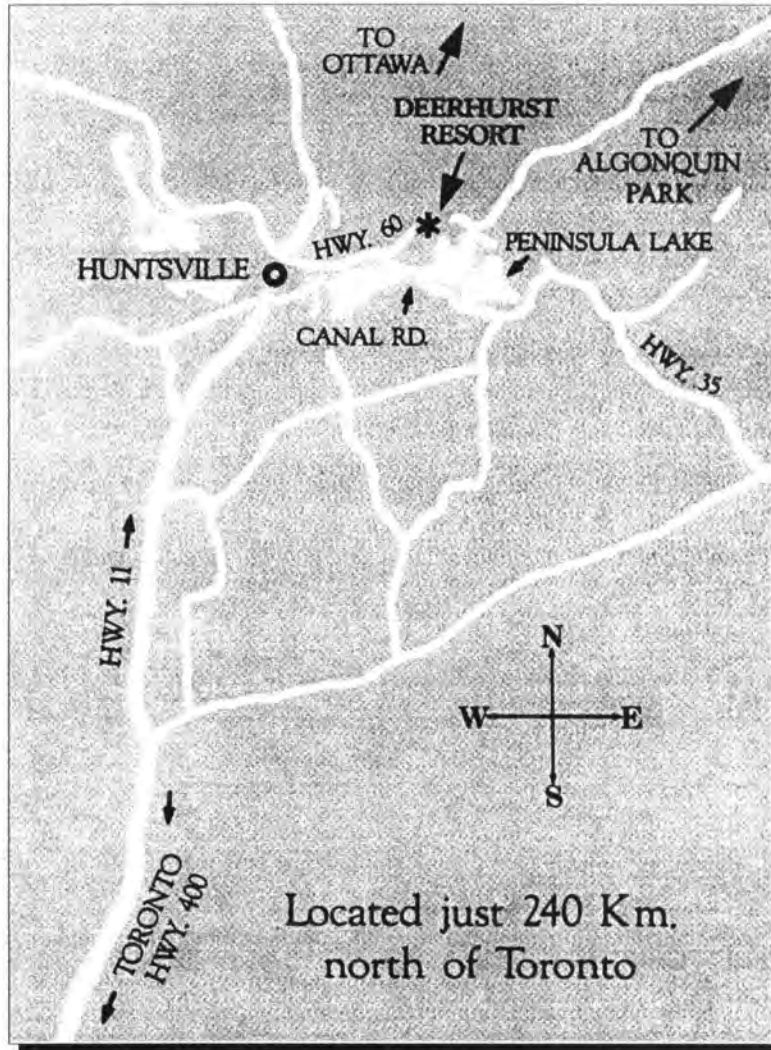 TO
OTTAWA
DEERHURST
RESORT
TO
ALGONQUIN
PARK
HWY. 60
HUNTSVILLE
PENINSULA LAKE
CANAL RD.
HWY. 35
HWY. 11
N
W E
S
TORONTO
HWY. 400
Located just 240 Km.
north of Toronto